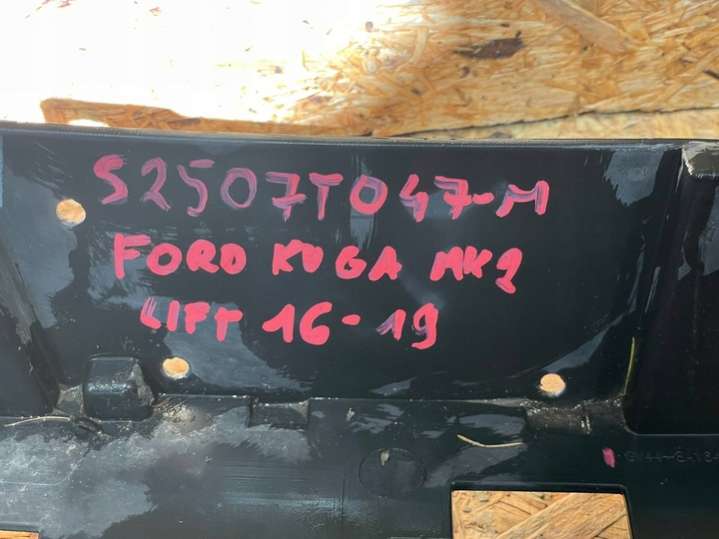 S2507T047-M
FORD KUGA MK2
LIFT 16-19